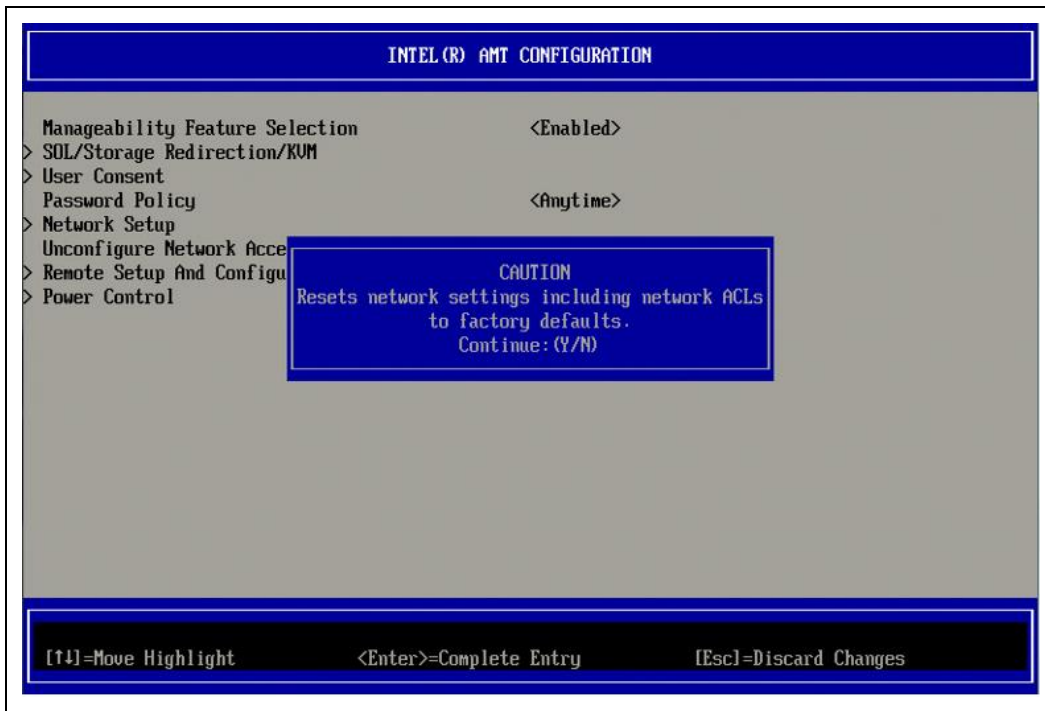 INTEL(R) AMT CONFIGURATION
Manageability Feature Selection <Enabled>
> SOL/Storage Redirection/KVM
> User Consent
Password Policy <Anytime>
> Network Setup
Unconfigure Network Acce
> Remote Setup And Configu
> Power Control
CAUTION
Resets network settings including network ACLs
to factory defaults.
Continue:(Y/N)
[↑↓]=Move Highlight <Enter>=Complete Entry [Esc]=Discard Changes